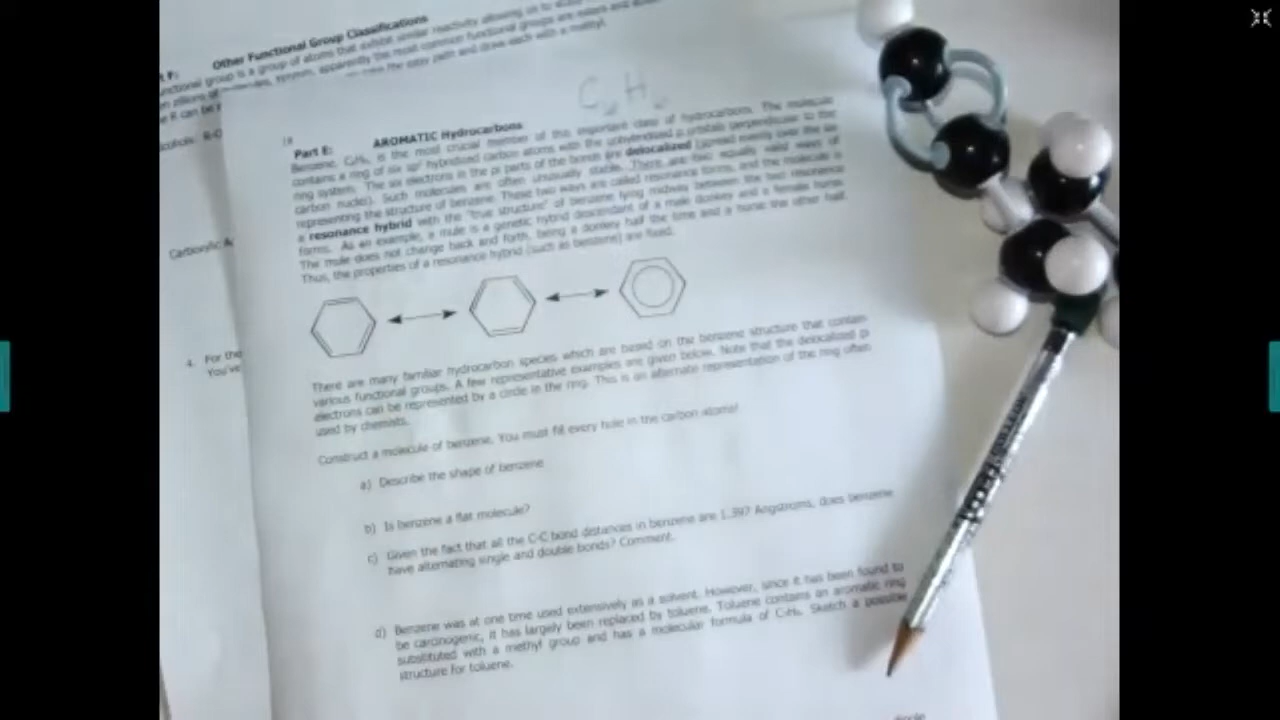 Other Functional Group Classifications
functional group is a group of atoms that exhibit similar reactivity allowing us to
apparently the most common functional groups are
path and draw each with a methyl.
R can be
C₆H₆
18
Part E: AROMATIC Hydrocarbons
Benzene, C₆H₆, is the most crucial member of this important class of hydrocarbons. The molecule
contains a ring of six sp² hybridized carbon atoms with the unhybridized p orbitals perpendicular to the
ring system. The six electrons in the pi parts of the bonds are delocalized (spread evenly over the six
carbon nuclei). Such molecules are often unusually stable. There are two equally valid ways of
representing the structure of benzene. These two ways are called resonance forms, and the molecule is
a resonance hybrid with the "true structure" of benzene lying midway between the two resonance
forms. As an example, a mule is a genetic hybrid descendant of a male donkey and a female horse.
The mule does not change back and forth, being a donkey half the time and a horse the other half.
Thus, the properties of a resonance hybrid (such as benzene) are fixed.
Carboxylic
4. For the
You've
There are many familiar hydrocarbon species which are based on the benzene structure that contain
various functional groups. A few representative examples are given below. Note that the delocalized pi
electrons can be represented by a circle in the ring. This is an alternate representation of the ring often
used by chemists.
Construct a molecule of benzene. You must fill every hole in the carbon atoms!
a) Describe the shape of benzene
b) Is benzene a flat molecule?
c) Given the fact that all the C-C bond distances in benzene are 1.397 Angstroms, does benzene
have alternating single and double bonds? Comment.
d) Benzene was at one time used extensively as a solvent. However, since it has been found to
be carcinogenic, it has largely been replaced by toluene. Toluene contains an aromatic ring
substituted with a methyl group and has a molecular formula of C₇H₈. Sketch a possible
structure for toluene.